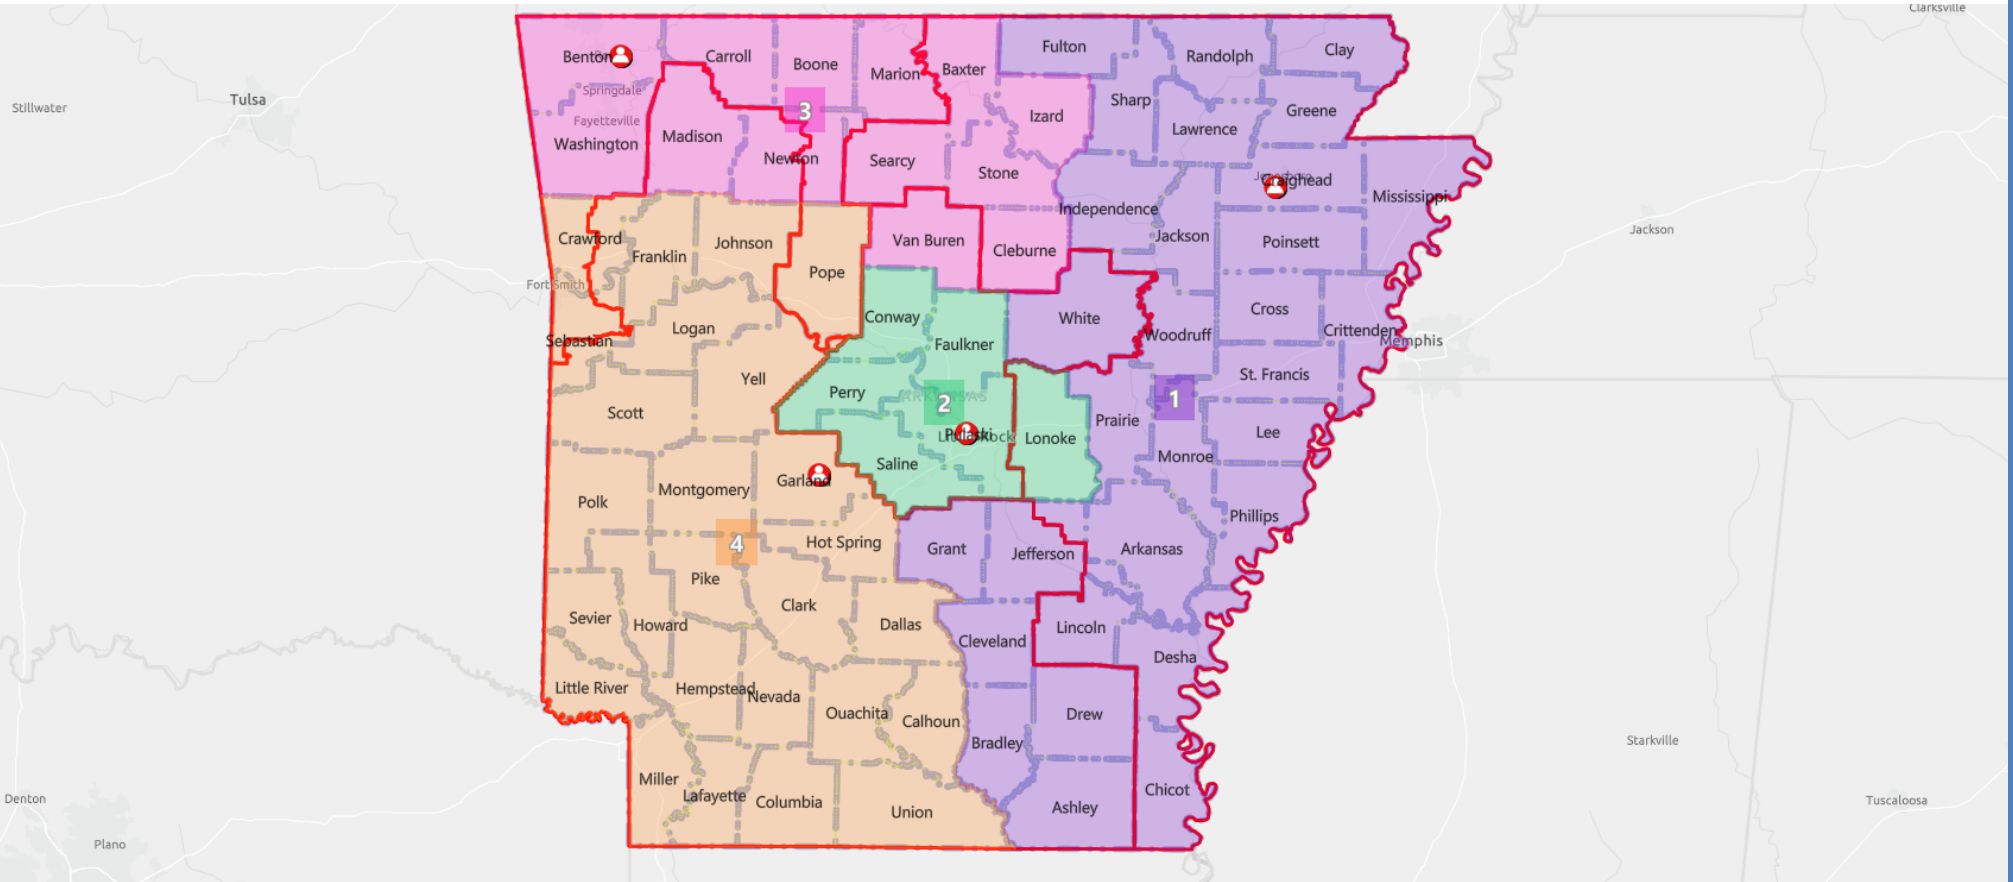 Clarksville
Fulton
Clay
Benton
Carroll
Randolph
Boone
Marion
Baxter
Springdale
Tulsa
Stillwater
Sharp
3
Greene
Izard
Fayetteville
Lawrence
Madison
Washington
Newton
Searcy
Stone
Craighead
Mississippi
Independence
Jackson
Jackson
Crawford
Johnson
Van Buren
Cleburne
Poinsett
Franklin
Pope
Fort Smith
Cross
Conway
White
Logan
Crittenden
Woodruff
Sebastian
Faulkner
Memphis
St. Francis
Yell
Perry
ARKANSAS
2
1
Scott
Prairie
Lee
Pulaski
Lonoke
Monroe
Saline
Garland
Montgomery
Polk
Phillips
Hot Spring
4
Grant
Jefferson
Arkansas
Pike
Clark
Sevier
Howard
Dallas
Lincoln
Cleveland
Desha
Little River
Hempstead
Nevada
Ouachita
Calhoun
Drew
Bradley
Starkville
Miller
Chicot
Lafayette
Columbia
Denton
Tuscaloosa
Union
Ashley
Plano